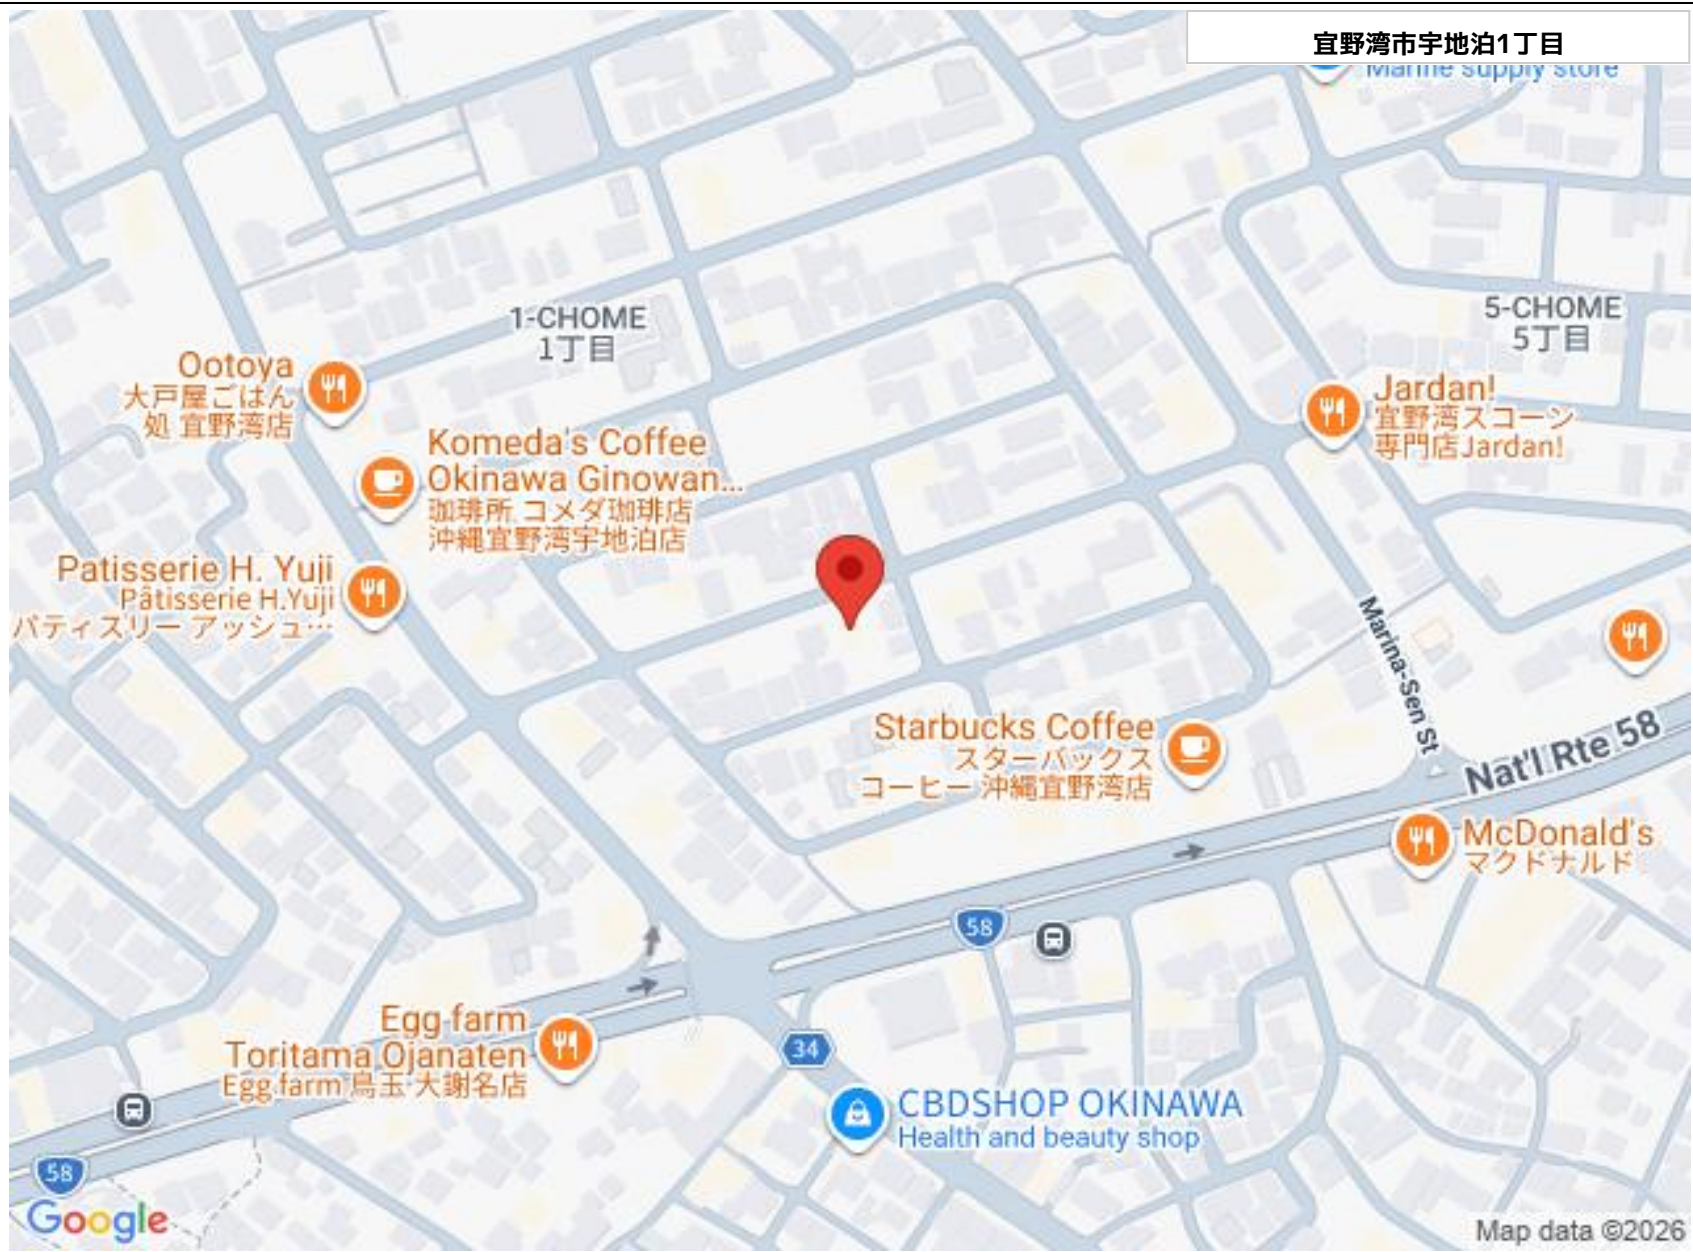 宜野湾市宇地泊1丁目
Marine supply store
1-CHOME
1丁目
5-CHOME
5丁目
Ootoya
大戸屋ごはん
処 宜野湾店
Jardan!
宜野湾スコーン
専門店Jardan!
Komeda's Coffee
Okinawa Ginowan...
珈琲所 コメダ珈琲店
沖縄宜野湾宇地泊店
Patisserie H. Yuji
Pâtisserie H.Yuji
パティスリー アッシュ…
Marina-Sen St
Starbucks Coffee
スターバックス
コーヒー 沖縄宜野湾店
Nat'l Rte 58
McDonald's
マクドナルド
58
Egg farm
Toritama Ojanaten
Egg farm 鳥玉 大謝名店
34
CBDSHOP OKINAWA
Health and beauty shop
58
Google
Map data ©2026